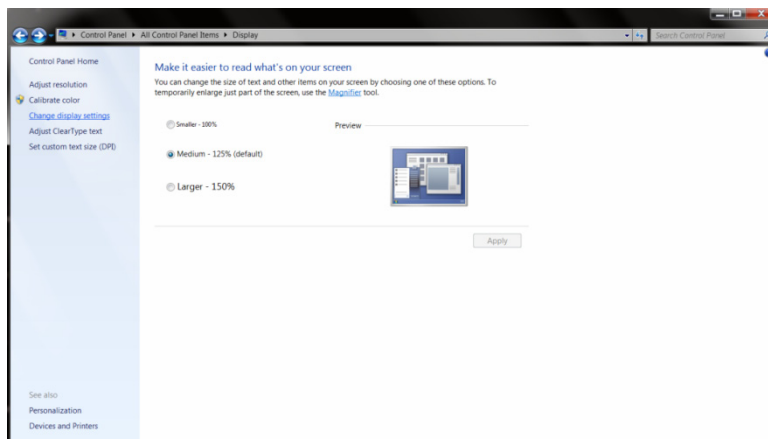 Control Panel ▸ All Control Panel Items ▸ Display
Search Control Panel
Control Panel Home
Adjust resolution
Calibrate color
Change display settings
Adjust ClearType text
Set custom text size (DPI)
Make it easier to read what's on your screen
You can change the size of text and other items on your screen by choosing one of these options. To
temporarily enlarge just part of the screen, use the Magnifier tool.
Smaller - 100%
Preview
Medium - 125% (default)
Larger - 150%
Apply
See also
Personalization
Devices and Printers